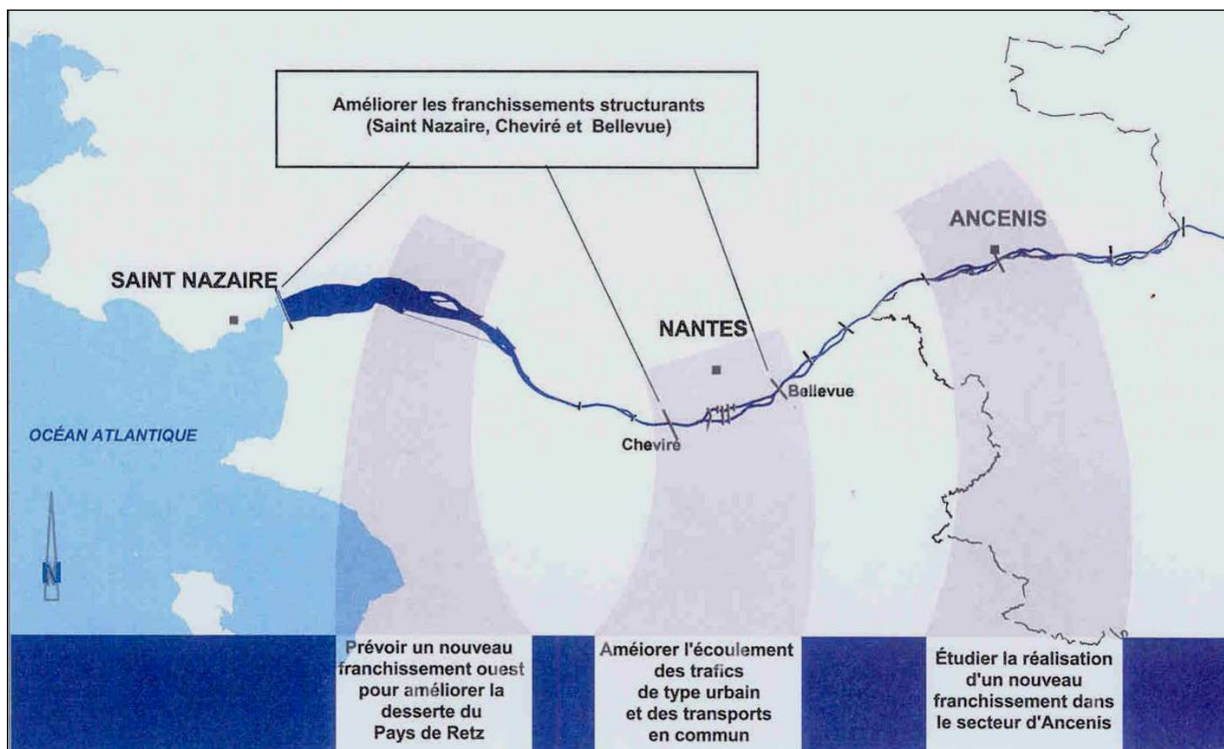 Améliorer les franchissements structurants
(Saint Nazaire, Cheviré et Bellevue)
ANCENIS
SAINT NAZAIRE
NANTES
Bellevue
OCÉAN ATLANTIQUE
Cheviré
N
Prévoir un nouveau
franchissement ouest
pour améliorer la
desserte du
Pays de Retz
Améliorer l'écoulement
des trafics
de type urbain
et des transports
en commun
Étudier la réalisation
d'un nouveau
franchissement dans
le secteur d'Ancenis